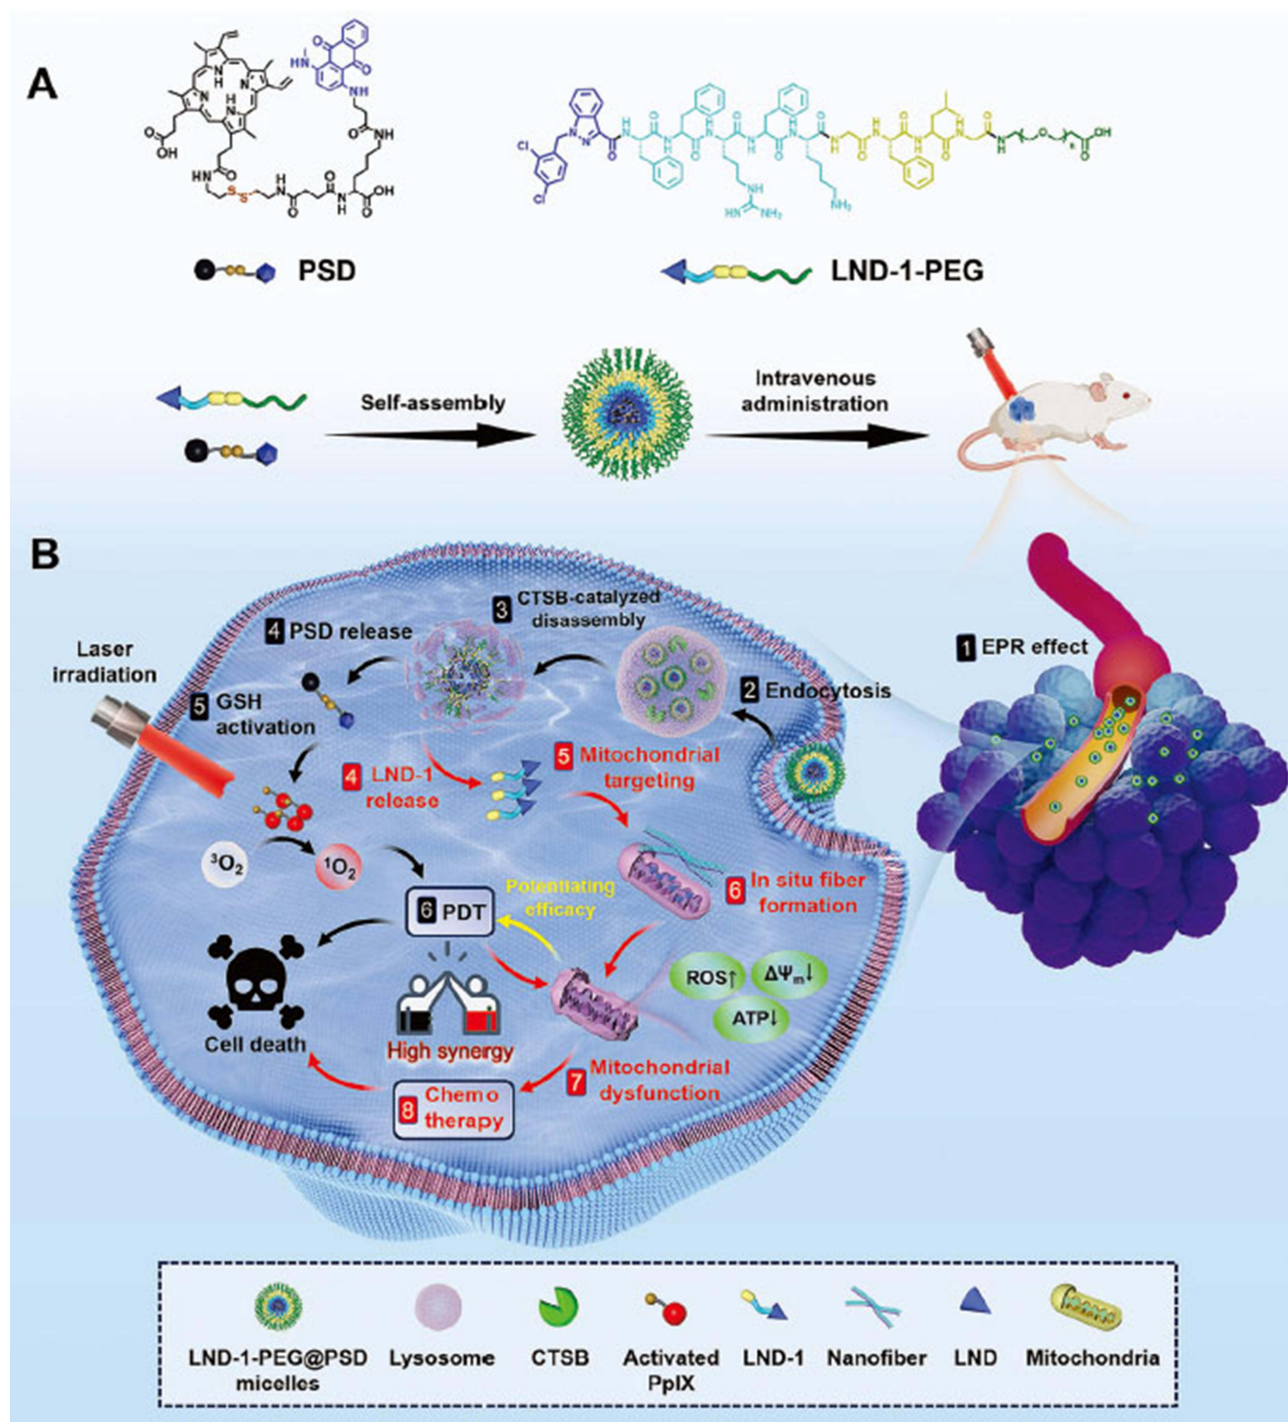 A
PSD
LND-1-PEG
Self-assembly
Intravenous
administration
B
Laser
irradiation
1 EPR effect
2 Endocytosis
3 CTSB-catalyzed
disassembly
4 PSD release
5 GSH
activation
4 LND-1
release
5 Mitochondrial
targeting
³O₂
¹O₂
6 PDT
Potentiating
efficacy
6 In situ fiber
formation
ROS↑
ΔΨm↓
ATP↓
Cell death
High synergy
7 Mitochondrial
dysfunction
8 Chemo
therapy
LND-1-PEG@PSD
micelles
Lysosome
CTSB
Activated
PpIX
LND-1
Nanofiber
LND
Mitochondria